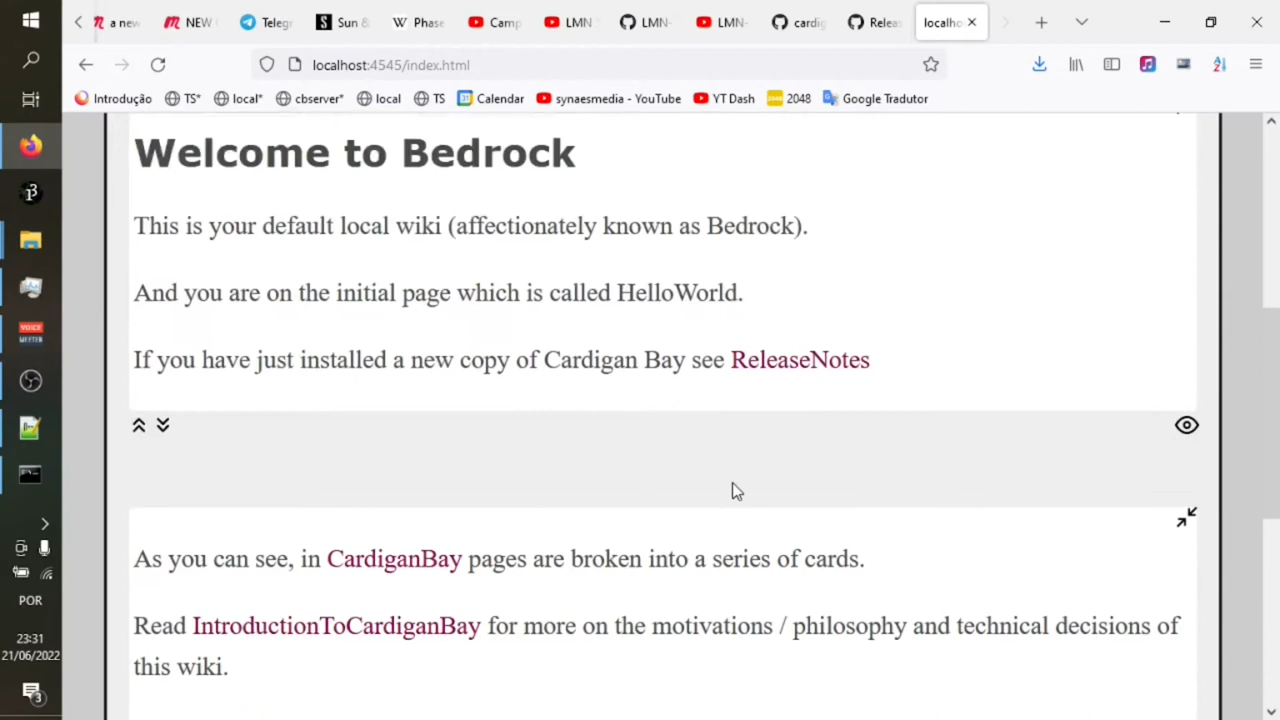 a new
NEW
Telegr
Sun &
Phase
Camp
LMN
LMN-
LMN-
cardig
Relea
localho
localhost:4545/index.html
Introdução
TS*
local*
cbserver*
local
TS
Calendar
synaesmedia - YouTube
YT Dash
2048
Google Tradutor
Welcome to Bedrock
This is your default local wiki (affectionately known as Bedrock).
And you are on the initial page which is called HelloWorld.
If you have just installed a new copy of Cardigan Bay see ReleaseNotes
As you can see, in CardiganBay pages are broken into a series of cards.
Read IntroductionToCardiganBay for more on the motivations / philosophy and technical decisions of
this wiki.
VOICE
MEETER
POR
23:31
21/06/2022
3